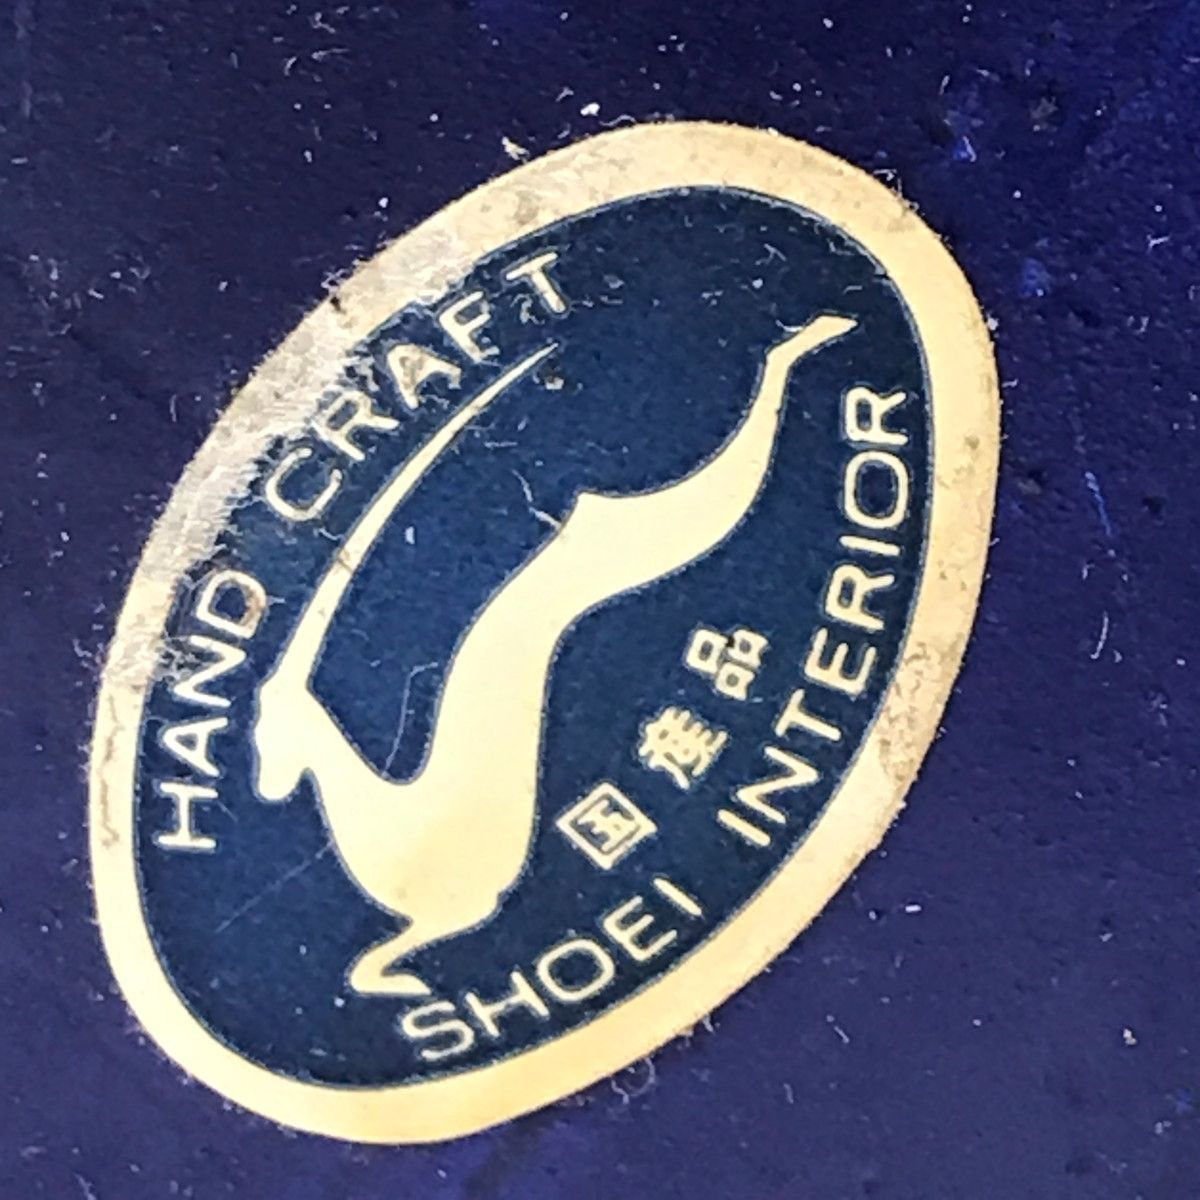 HAND CRAFT
国産品
SHOEI INTERIOR